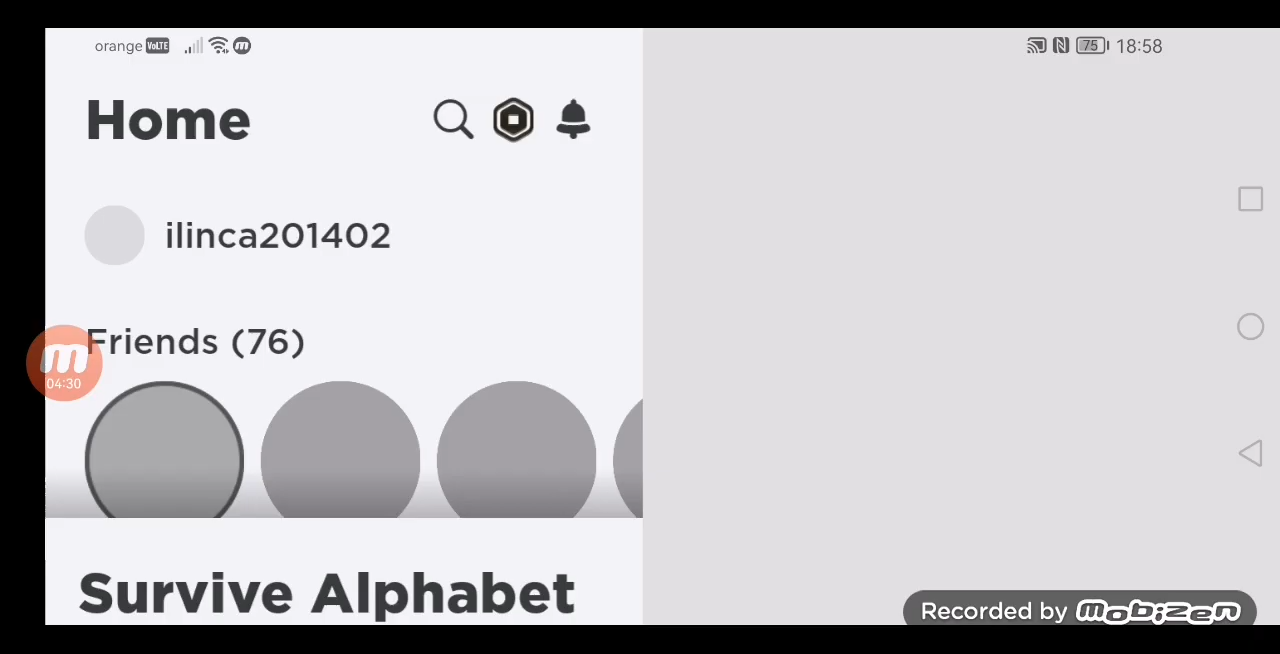 orange VoLTE
75 18:58
Home
ilinca201402
Friends (76)
04:30
Survive Alphabet
Recorded by mobizen